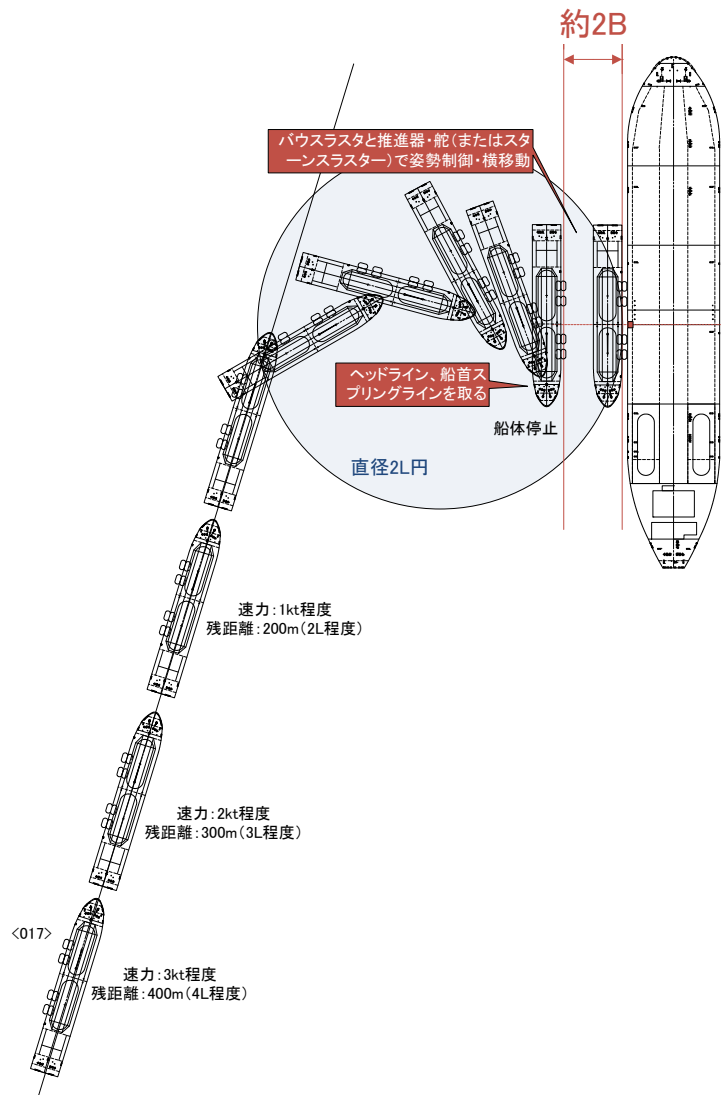 約2B
バウスラスタと推進器・舵(またはスタ
ーンスラスター)で姿勢制御・横移動
ヘッドライン、船首ス
プリングラインを取る
船体停止
直径2L円
速力:1kt程度
残距離:200m(2L程度)
速力:2kt程度
残距離:300m(3L程度)
<017>
速力:3kt程度
残距離:400m(4L程度)